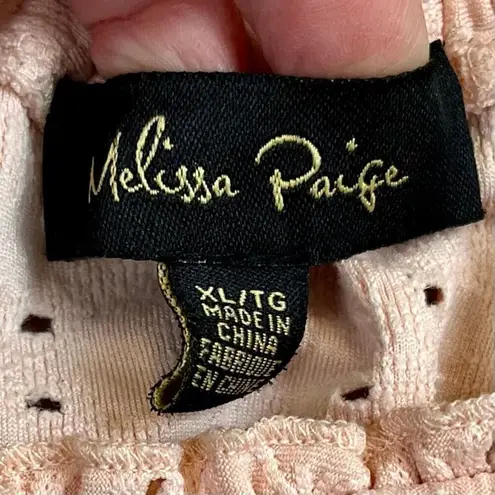 Melissa Paige
XL/TG
MADE IN
CHINA
FABRIQUE
EN CHINE